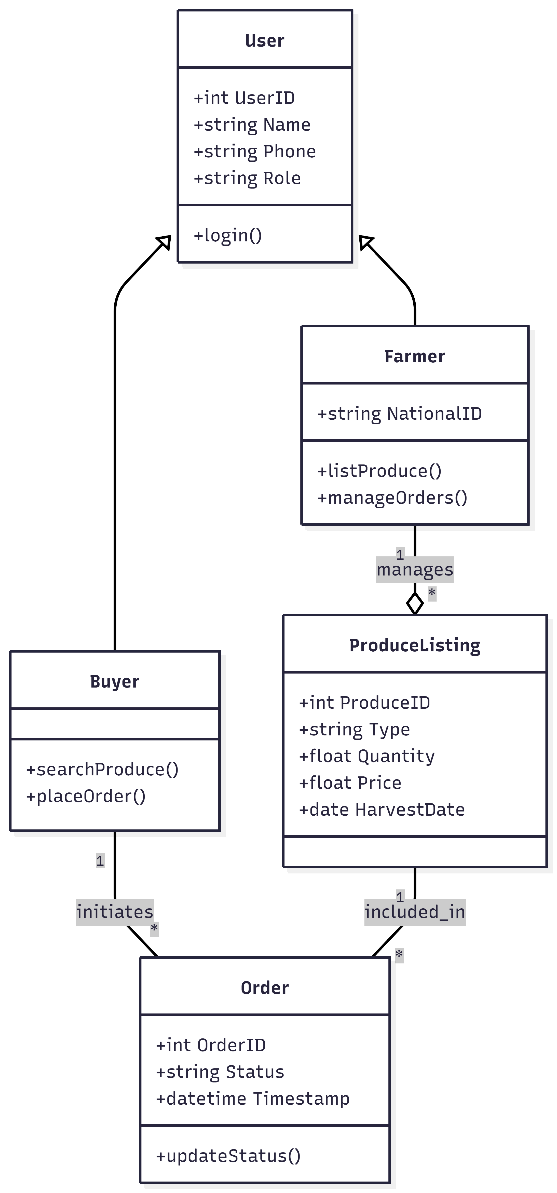 User
+int UserID
+string Name
+string Phone
+string Role
+login()
Farmer
+string NationalID
+listProduce()
+manageOrders()
1
manages
*
ProduceListing
+int ProduceID
+string Type
+float Quantity
+float Price
+date HarvestDate
Buyer
+searchProduce()
+placeOrder()
1
initiates
*
1
included_in
*
Order
+int OrderID
+string Status
+datetime Timestamp
+updateStatus()